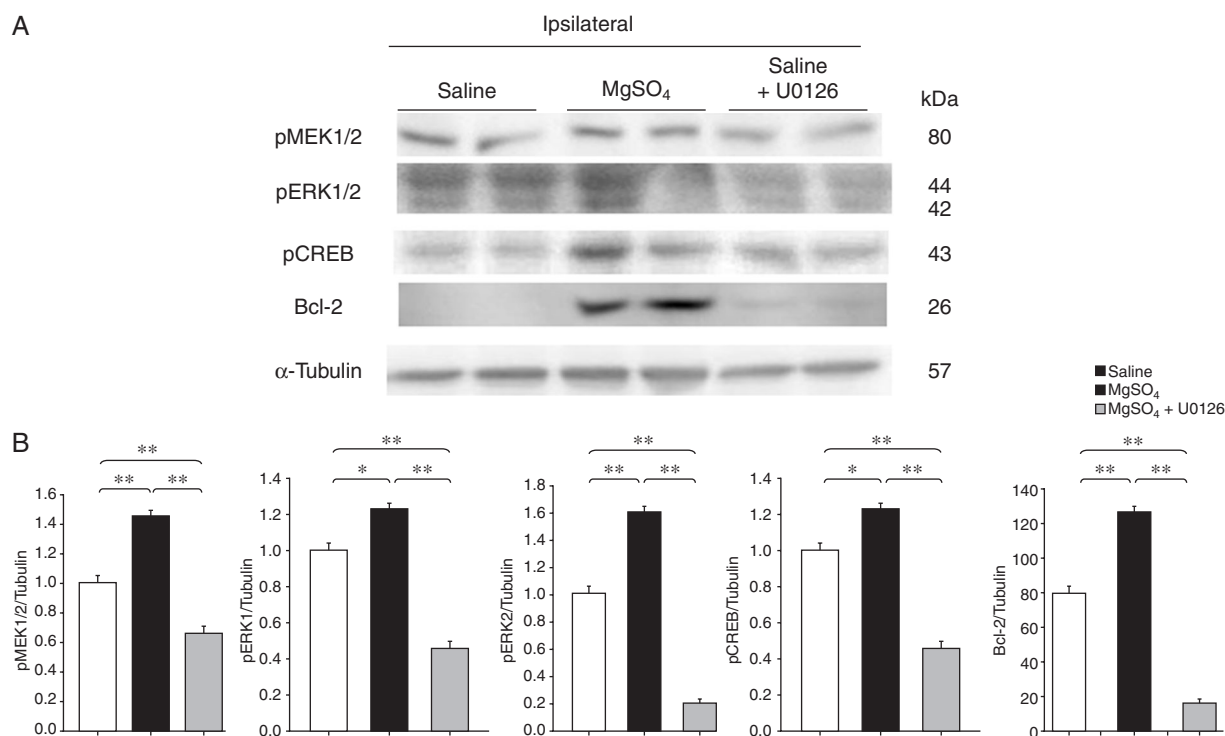 A
Ipsilateral
Saline
MgSO₄
Saline
+ U0126
kDa
pMEK1/2
80
pERK1/2
44
42
pCREB
43
Bcl-2
26
α-Tubulin
57
Saline
MgSO₄
MgSO₄ + U0126
B
**
** **
pMEK1/2/Tubulin
1.6
1.4
1.2
1.0
0.8
0.6
0.4
0.2
0.0
**
* **
pERK1/Tubulin
1.4
1.2
1.0
0.8
0.6
0.4
0.2
0.0
**
** **
pERK2/Tubulin
1.8
1.6
1.4
1.2
1.0
0.8
0.6
0.4
0.2
0.0
**
* **
pCREB/Tubulin
1.4
1.2
1.0
0.8
0.6
0.4
0.2
0.0
**
** **
Bcl-2/Tubulin
140
120
100
80
60
40
20
0